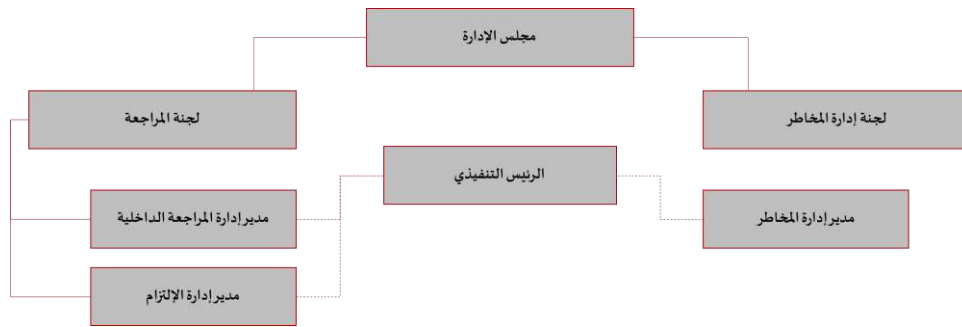 مجلس الإدارة
لجنة إدارة المخاطر
لجنة المراجعة
الرئيس التنفيذي
مدير إدارة المخاطر
مدير إدارة المراجعة الداخلية
مدير إدارة الإلتزام